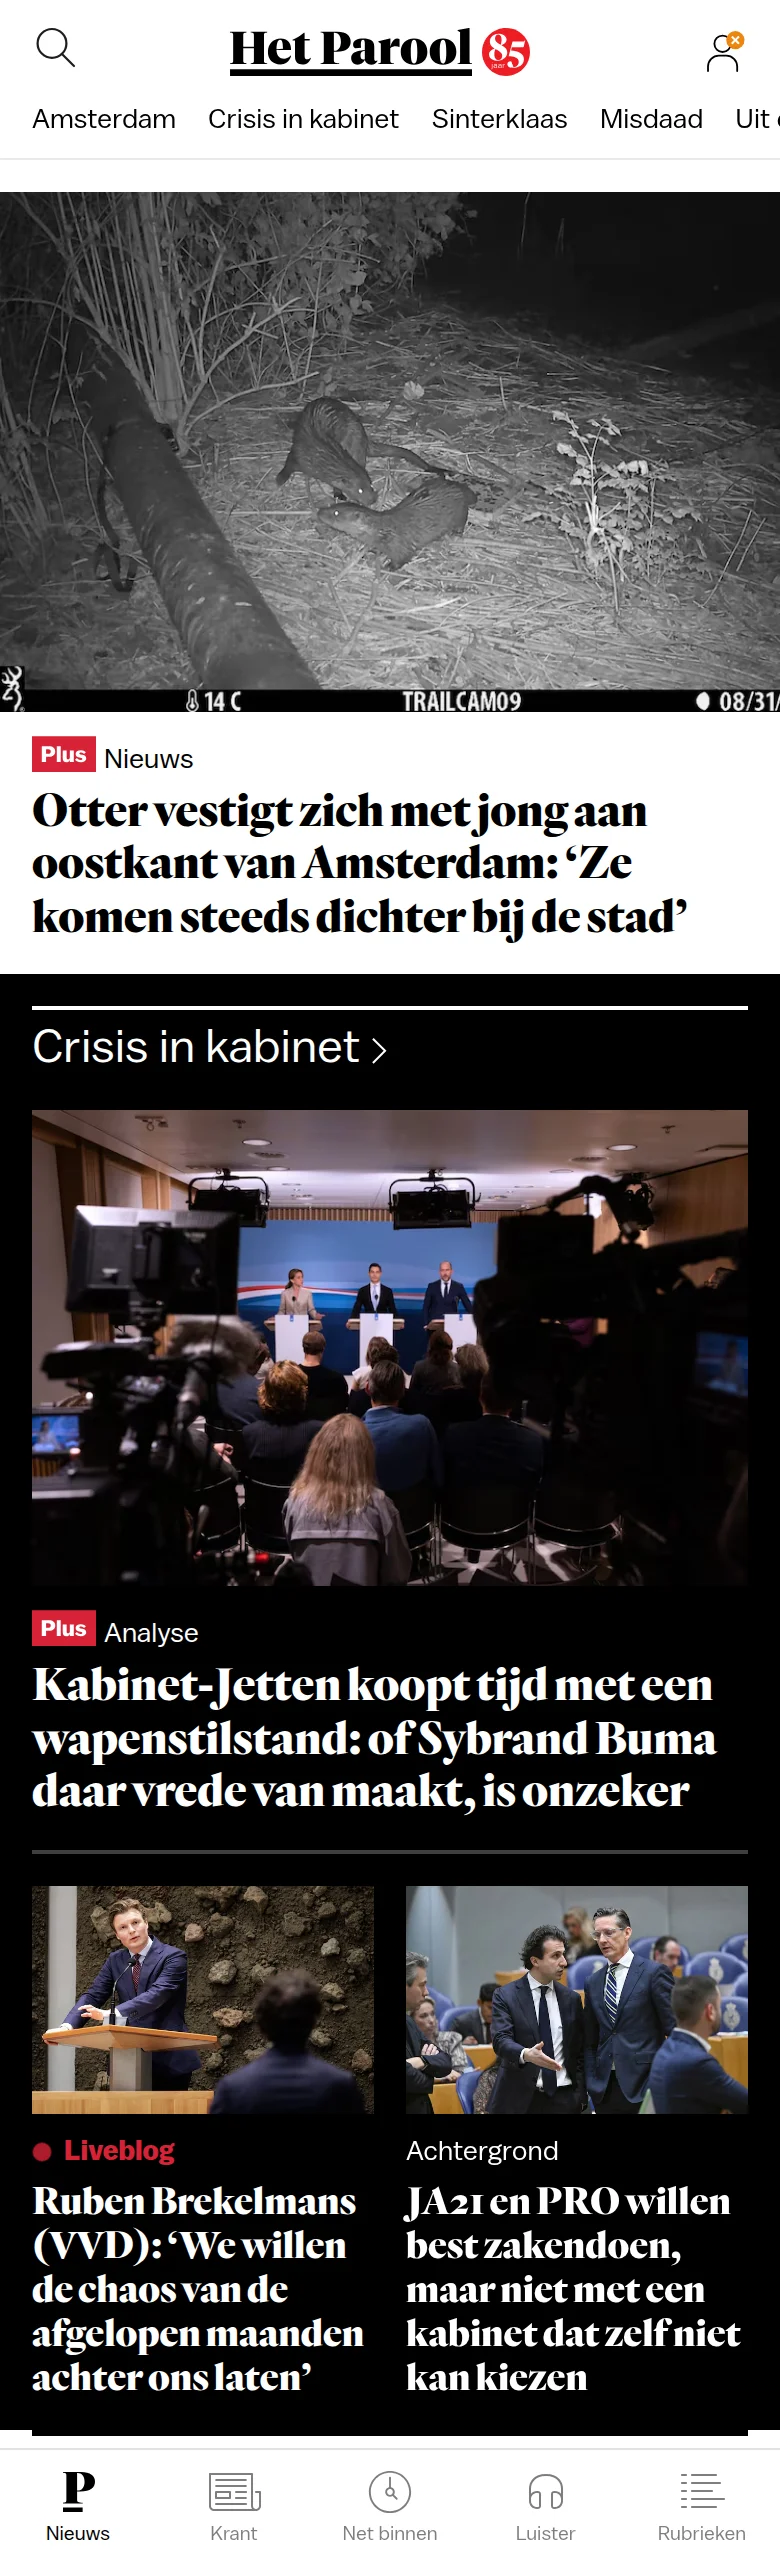 Het Parool 85 jaar
Amsterdam Crisis in kabinet Sinterklaas Misdaad Uit
14 C TRAILCAM09 08/31/
Plus Nieuws
Otter vestigt zich met jong aan
oostkant van Amsterdam: ‘Ze
komen steeds dichter bij de stad’
Crisis in kabinet
Plus Analyse
Kabinet-Jetten koopt tijd met een
wapenstilstand: of Sybrand Buma
daar vrede van maakt, is onzeker
Liveblog
Ruben Brekelmans
(VVD): ‘We willen
de chaos van de
afgelopen maanden
achter ons laten’
Achtergrond
JA21 en PRO willen
best zakendoen,
maar niet met een
kabinet dat zelf niet
kan kiezen
P
Nieuws Krant Net binnen Luister Rubrieken